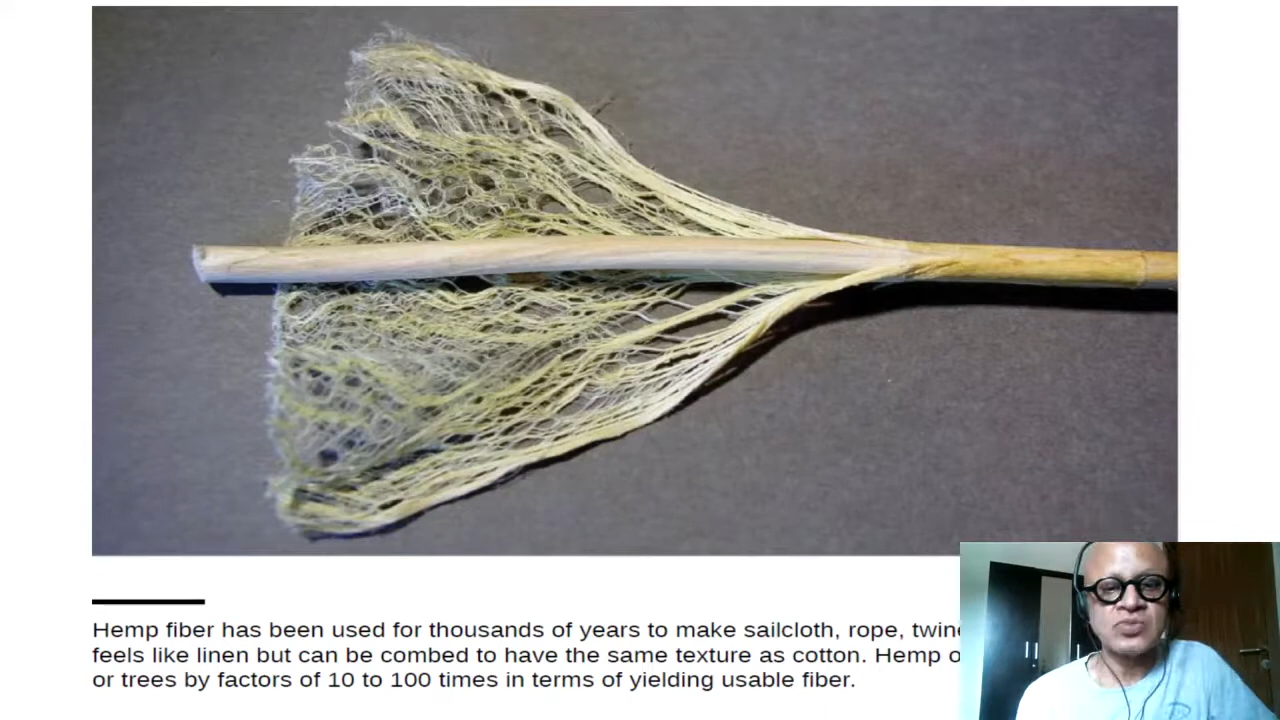 Hemp fiber has been used for thousands of years to make sailcloth, rope, twine
feels like linen but can be combed to have the same texture as cotton. Hemp
or trees by factors of 10 to 100 times in terms of yielding usable fiber.